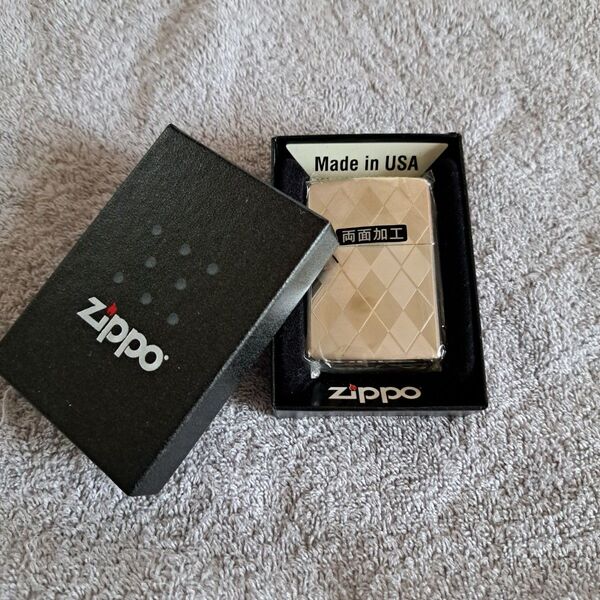 Made in USA
両面加工
zippo
zippo